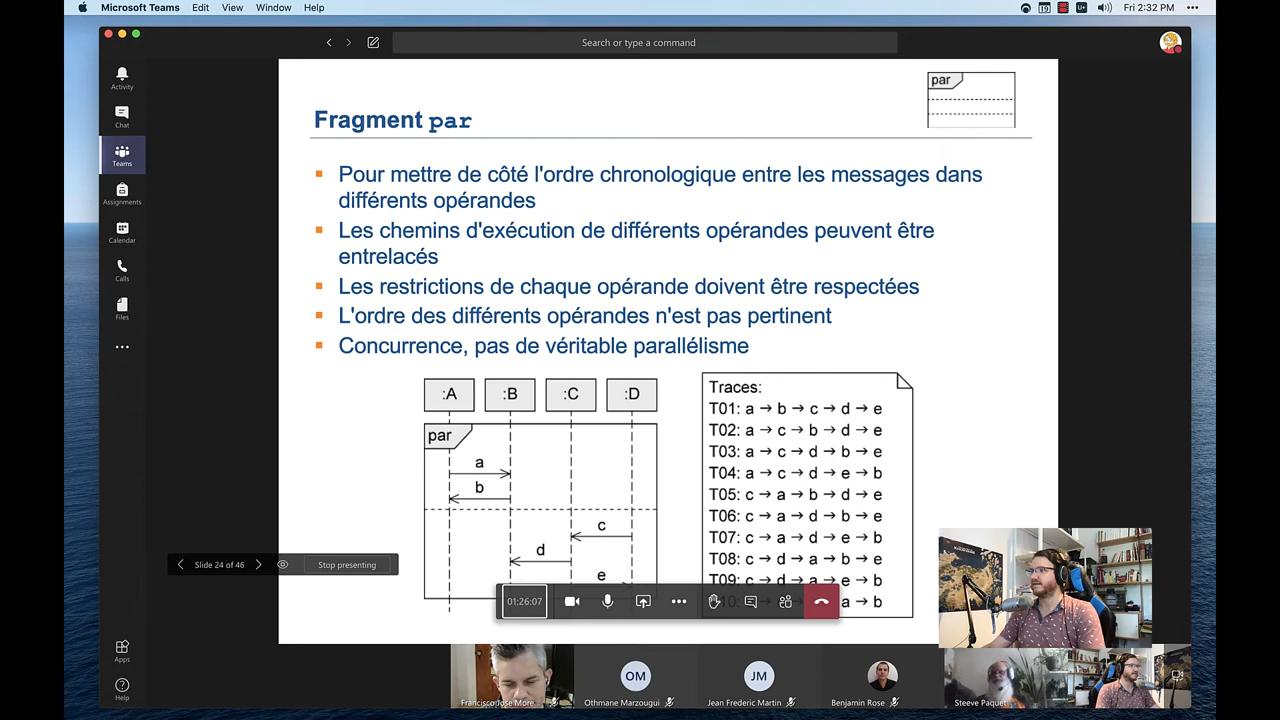 Microsoft Teams Edit View Window Help
19 U+ Fri 2:32 PM
Search or type a command
Activity
Chat
Teams
Assignments
Calendar
Calls
Files
Apps
Help
par
Fragment par
Pour mettre de côté l'ordre chronologique entre les messages dans
différents opérandes
Les chemins d'exécution de différents opérandes peuvent être
entrelacés
Les restrictions de chaque opérande doivent être respectées
L'ordre des différents opérandes n'est pas pertinent
Concurrence, pas de véritable parallélisme
:A :B :C :D
par
a
b
c
d
e
Traces:
T01: a → b → c → d → e
T02: a → c → b → d → e
T03: a → c → d → b → e
T04: a → c → d → e → b
T05: c → a → b → d → e
T06: c → a → d → b → e
T07: c → a → d → e → b
T08: c → d → a → b → e
T09: c → d → a → e → b
a → b
Slide 24 of 46 Stop presenting
01:26:07
OM JM
Francisco Jose More... Othmane Marzougui Jean Frederic Martin Benjamin Rose Steeve Paquet